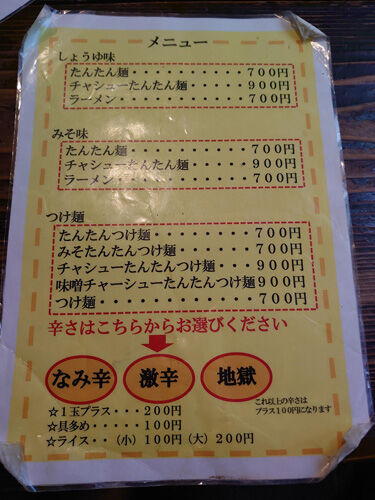 メニュー
しょうゆ味
たんたん麺・・・・・・・・・・・700円
チャシューたんたん麺・・・・・900円
ラーメン・・・・・・・・・・・・700円
みそ味
たんたん麺・・・・・・・・・・・700円
チャシューたんたん麺・・・・・900円
ラーメン・・・・・・・・・・・・700円
つけ麺
たんたんつけ麺・・・・・・・・700円
みそたんたんつけ麺・・・・・・700円
チャシューたんたんつけ麺・・・900円
味噌チャーシューたんたんつけ麺・900円
つけ麺・・・・・・・・・・・・700円
辛さはこちらからお選びください
なみ辛 激辛 地獄
これ以上の辛さは
プラス100円になります
☆1玉プラス・・・200円
☆具多め・・・・・100円
☆ライス・・(小)100円(大)200円